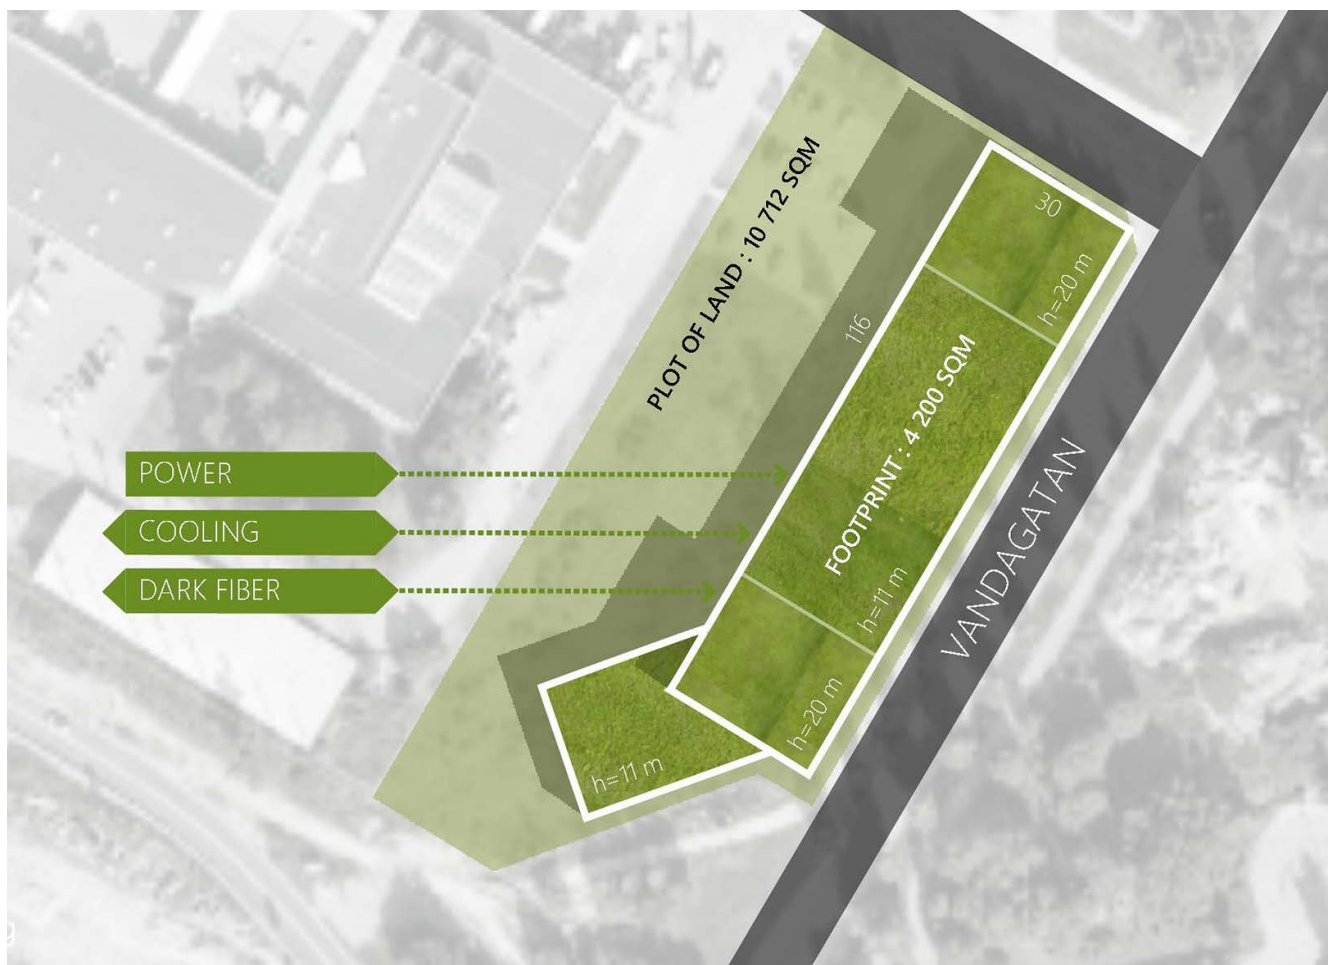 PLOT OF LAND : 10 712 SQM
30
h=20 m
116
FOOTPRINT : 4 200 SQM
POWER
COOLING
DARK FIBER
h=11 m
VANDAGATAN
h=20 m
h=11 m
g